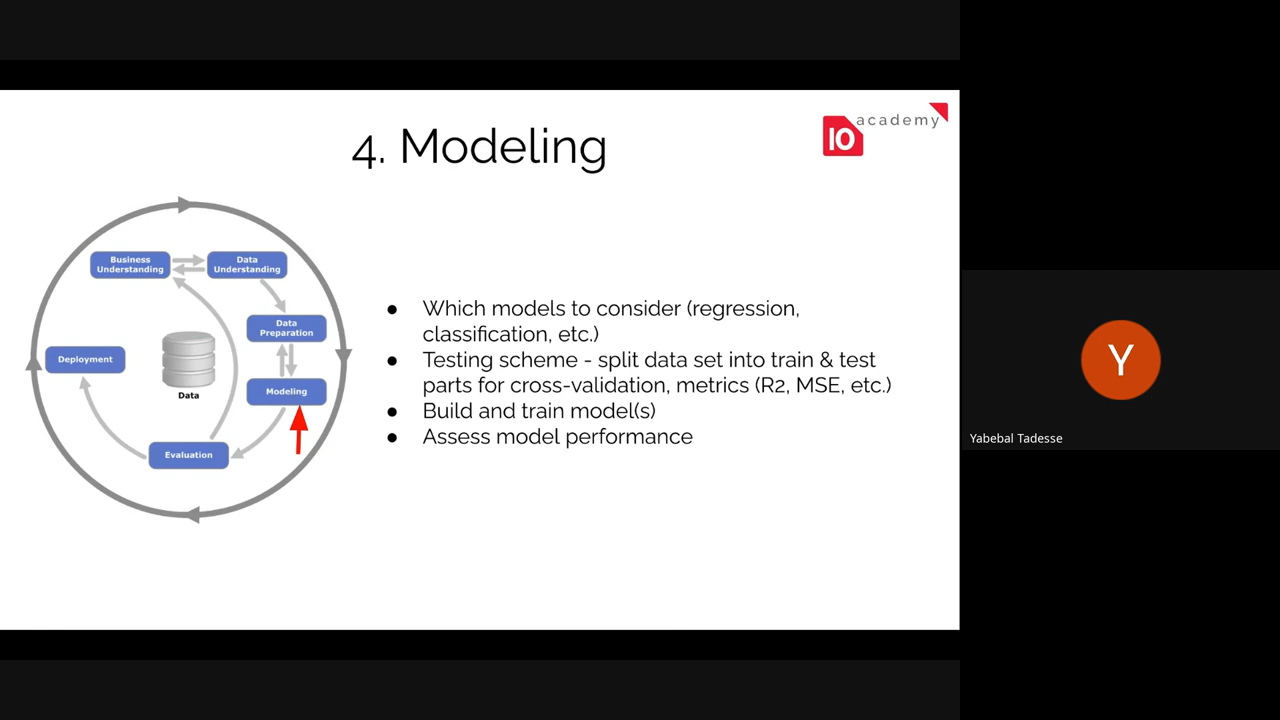 4. Modeling
10 academy
Business
Understanding
Data
Understanding
Data
Preparation
Modeling
Evaluation
Deployment
Data
● Which models to consider (regression,
classification, etc.)
● Testing scheme - split data set into train & test
parts for cross-validation, metrics (R2, MSE, etc.)
● Build and train model(s)
● Assess model performance
Y
Yabebal Tadesse